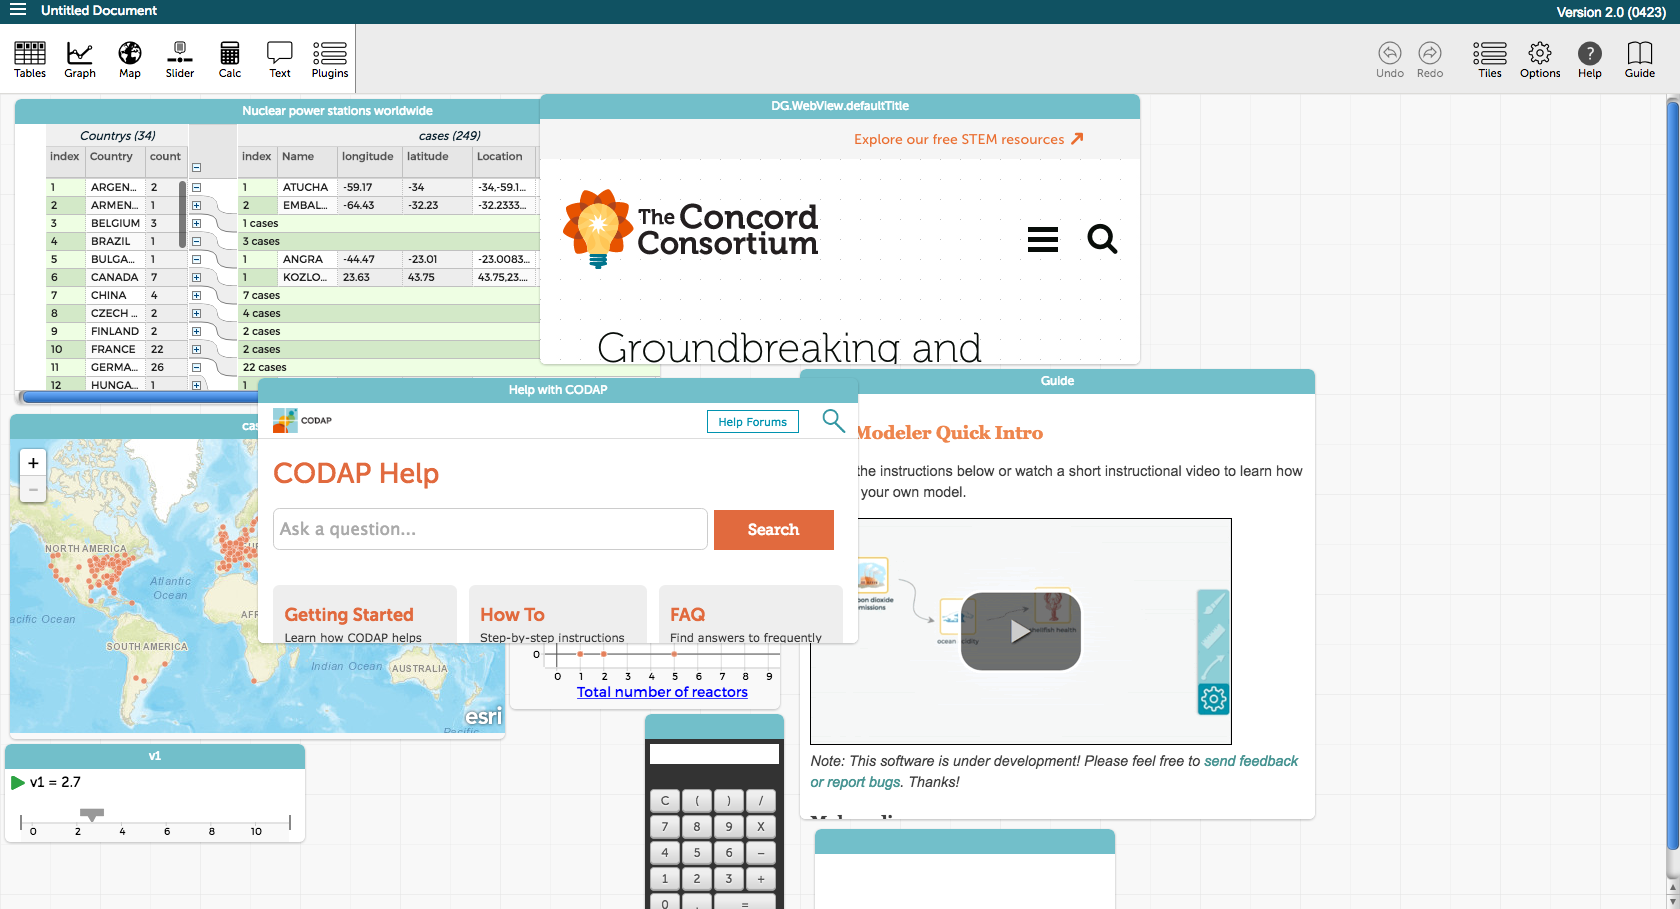 Untitled Document
Version 2.0 (0423)
Tables
Graph
Map
Slider
Calc
Text
Plugins
Undo
Redo
Tiles
Options
Help
Guide
Nuclear power stations worldwide
Countrys (34)
cases (249)
index Country count
index Name longitude latitude Location
1 ARGEN... 2
1 ATUCHA -59.17 -34 -34,-59.1...
2 ARMEN... 1
2 EMBAL... -64.43 -32.23 -32.2333...
3 BELGIUM 3
1 cases
4 BRAZIL 1
3 cases
5 BULGA... 1
1 ANGRA -44.47 -23.01 -23.0083...
6 CANADA 7
1 KOZLO... 23.63 43.75 43.75,23....
7 CHINA 4
7 cases
8 CZECH ... 2
4 cases
9 FINLAND 2
2 cases
10 FRANCE 22
2 cases
11 GERMA... 26
22 cases
12 HUNGA... 1
1
DG.WebView.defaultTitle
Explore our free STEM resources
The Concord
Consortium
Groundbreaking and
Help with CODAP
CODAP
Help Forums
CODAP Help
Ask a question...
Search
Getting Started
Learn how CODAP helps
How To
Step-by-step instructions
FAQ
Find answers to frequently
Guide
Modeler Quick Intro
the instructions below or watch a short instructional video to learn how
your own model.
ocean
Note: This software is under development! Please feel free to send feedback
or report bugs. Thanks!
cas
+
−
NORTH AMERICA
Atlantic
Ocean
acific Ocean
AFR
SOUTH AMERICA
Indian Ocean
AUSTRALIA
esri
Pacific
0
0 1 2 3 4 5 6 7 8 9
Total number of reactors
v1
v1 = 2.7
0 2 4 6 8 10
C ( ) /
7 8 9 X
4 5 6 −
1 2 3 +
0 . =